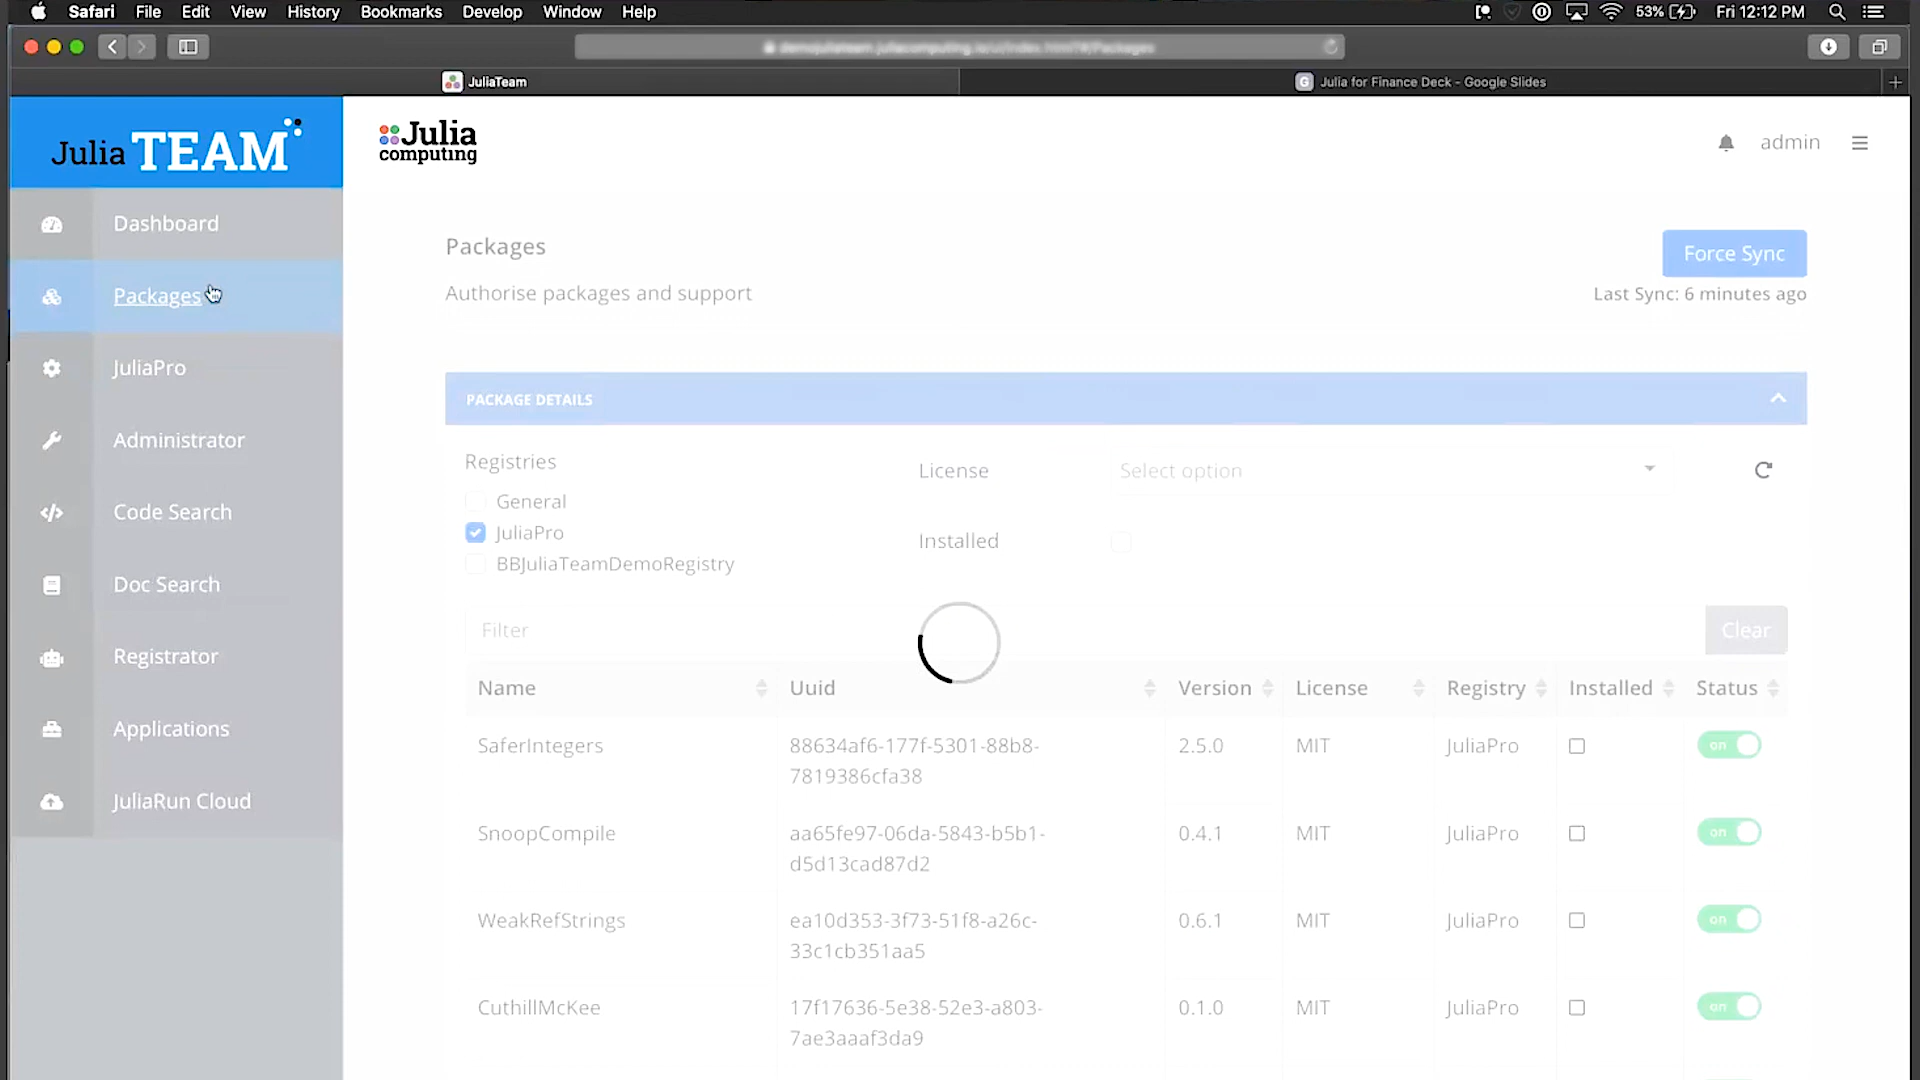 Safari File Edit View History Bookmarks Develop Window Help 53% Fri 12:12 PM
JuliaTeam
Julia for Finance Deck - Google Slides
Julia TEAM
Julia computing
admin
Dashboard
Packages
JuliaPro
Administrator
Code Search
Doc Search
Registrator
Applications
JuliaRun Cloud
Packages
Force Sync
Authorise packages and support
Last Sync: 6 minutes ago
PACKAGE DETAILS
Registries
General
JuliaPro
BBJuliaTeamDemoRegistry
License
Select option
Installed
Filter
Clear
Name Uuid Version License Registry Installed Status
SaferIntegers 88634af6-177f-5301-88b8- 2.5.0 MIT JuliaPro on
7819386cfa38
SnoopCompile aa65fe97-06da-5843-b5b1- 0.4.1 MIT JuliaPro on
d5d13cad87d2
WeakRefStrings ea10d353-3f73-51f8-a26c- 0.6.1 MIT JuliaPro on
33c1cb351aa5
CuthillMcKee 17f17636-5e38-52e3-a803- 0.1.0 MIT JuliaPro on
7ae3aaaf3da9